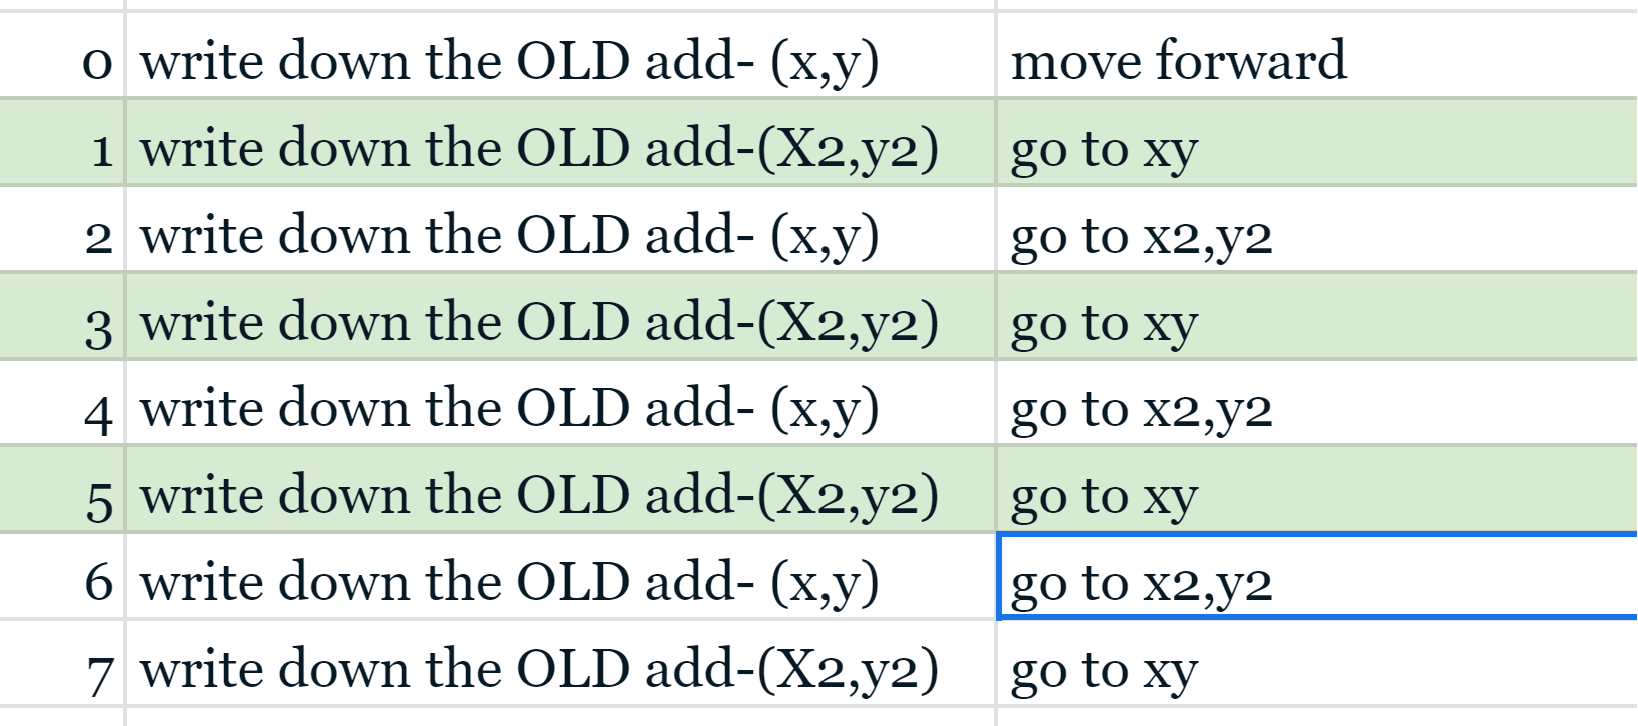 0 write down the OLD add- (x,y) move forward
1 write down the OLD add-(X2,y2) go to xy
2 write down the OLD add- (x,y) go to x2,y2
3 write down the OLD add-(X2,y2) go to xy
4 write down the OLD add- (x,y) go to x2,y2
5 write down the OLD add-(X2,y2) go to xy
6 write down the OLD add- (x,y) go to x2,y2
7 write down the OLD add-(X2,y2) go to xy